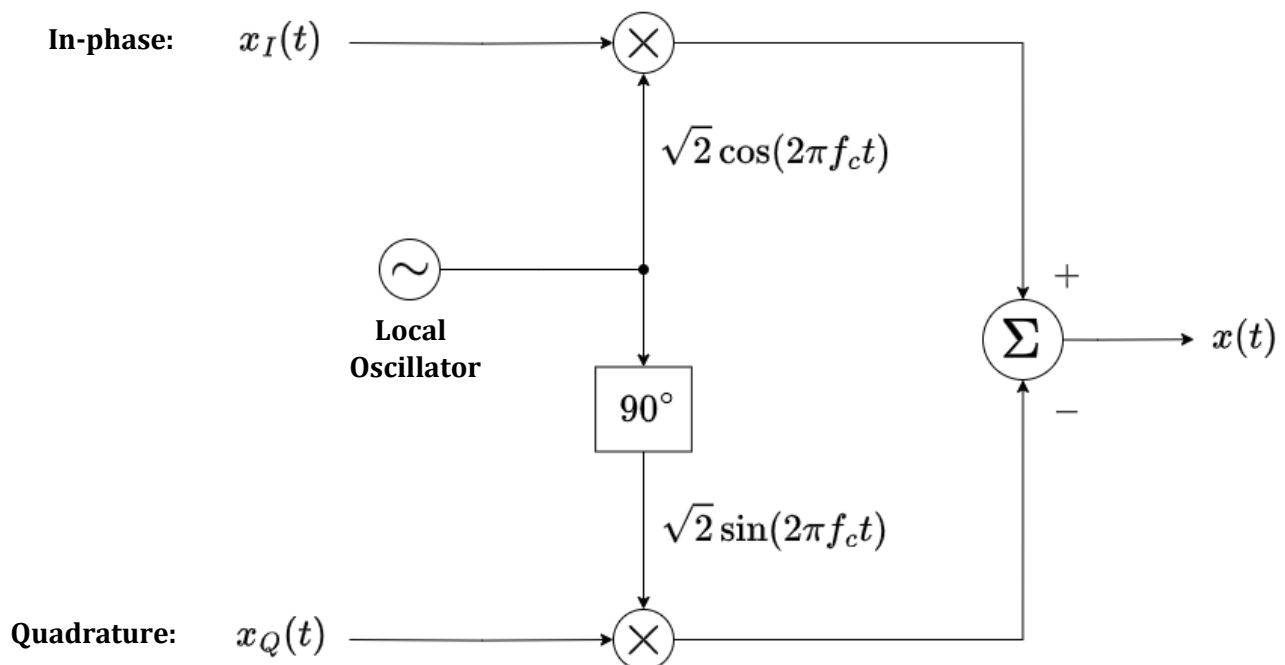 In-phase: x_I(t)
×
√2 cos(2πf_c t)
∼
Local
Oscillator
+
Σ
x(t)
90°
−
√2 sin(2πf_c t)
Quadrature: x_Q(t)
×